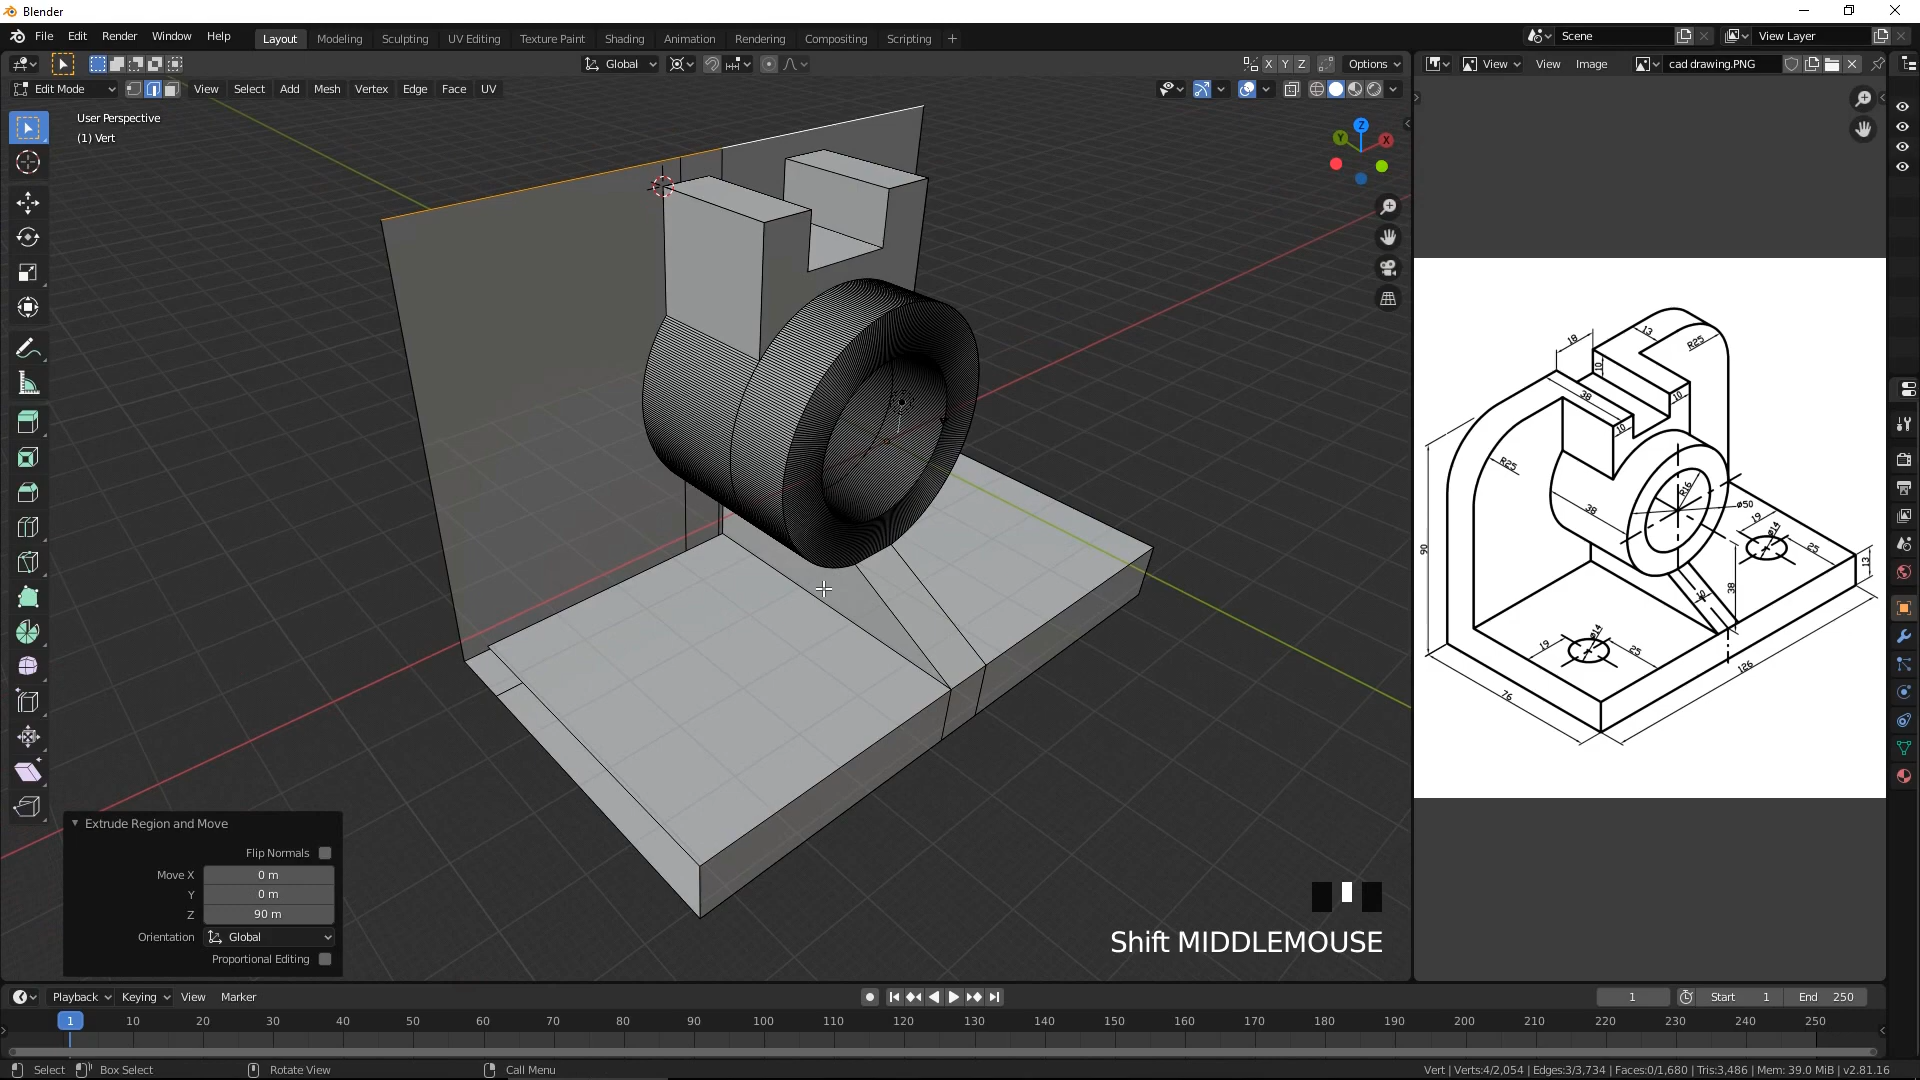 Blender
File Edit Render Window Help
Layout Modeling Sculpting UV Editing Texture Paint Shading Animation Rendering Compositing Scripting +
Scene
View Layer
Global
X Y Z
Options
View View Image
cad drawing.PNG
Edit Mode
View Select Add Mesh Vertex Edge Face UV
User Perspective
(1) Vert
Z
Y
X
13
18
R25
10
38
10
10
R25
R16
38
ø50
19
ø14
25
90
13
38
10
ø14
19
25
126
76
Extrude Region and Move
Flip Normals
Move X 0 m
Y 0 m
Z 90 m
Orientation Global
Proportional Editing
Shift MIDDLEMOUSE
Playback Keying View Marker
1
Start 1
End 250
1 10 20 30 40 50 60 70 80 90 100 110 120 130 140 150 160 170 180 190 200 210 220 230 240 250
Select Box Select Rotate View Call Menu
Vert | Verts:4/2,054 | Edges:3/3,734 | Faces:0/1,680 | Tris:3,486 | Mem: 39.0 MiB | v2.81.16